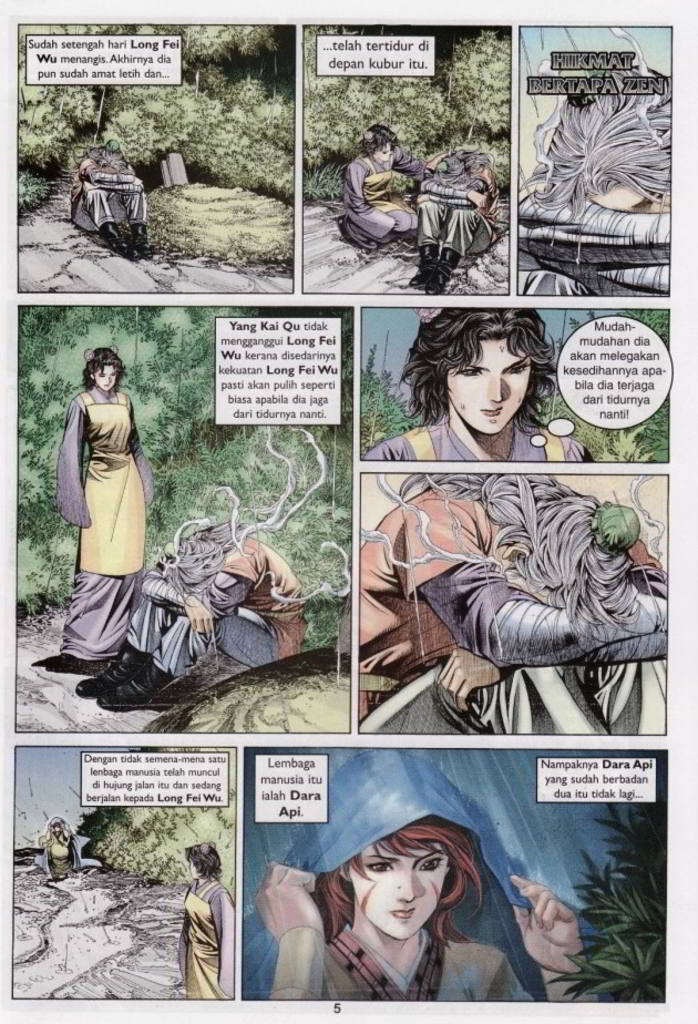 Sudah setengah hari Long Fei
Wu menangis. Akhirnya dia
pun sudah amat letih dan...
...telah tertidur di
depan kubur itu.
HIKMAT
BERTAPA ZEN
Yang Kai Qu tidak
mengganggui Long Fei
Wu kerana disedarinya
kekuatan Long Fei Wu
pasti akan pulih seperti
biasa apabila dia jaga
dari tidurnya nanti.
Mudah-
mudahan dia
akan melegakan
kesedihannya apa-
bila dia terjaga
dari tidurnya
nanti!
Dengan tidak semena-mena satu
lenbaga manusia telah muncul
di hujung jalan itu dan sedang
berjalan kepada Long Fei Wu.
Lembaga
manusia itu
ialah Dara
Api.
Nampaknya Dara Api
yang sudah berbadan
dua itu tidak lagi...
5